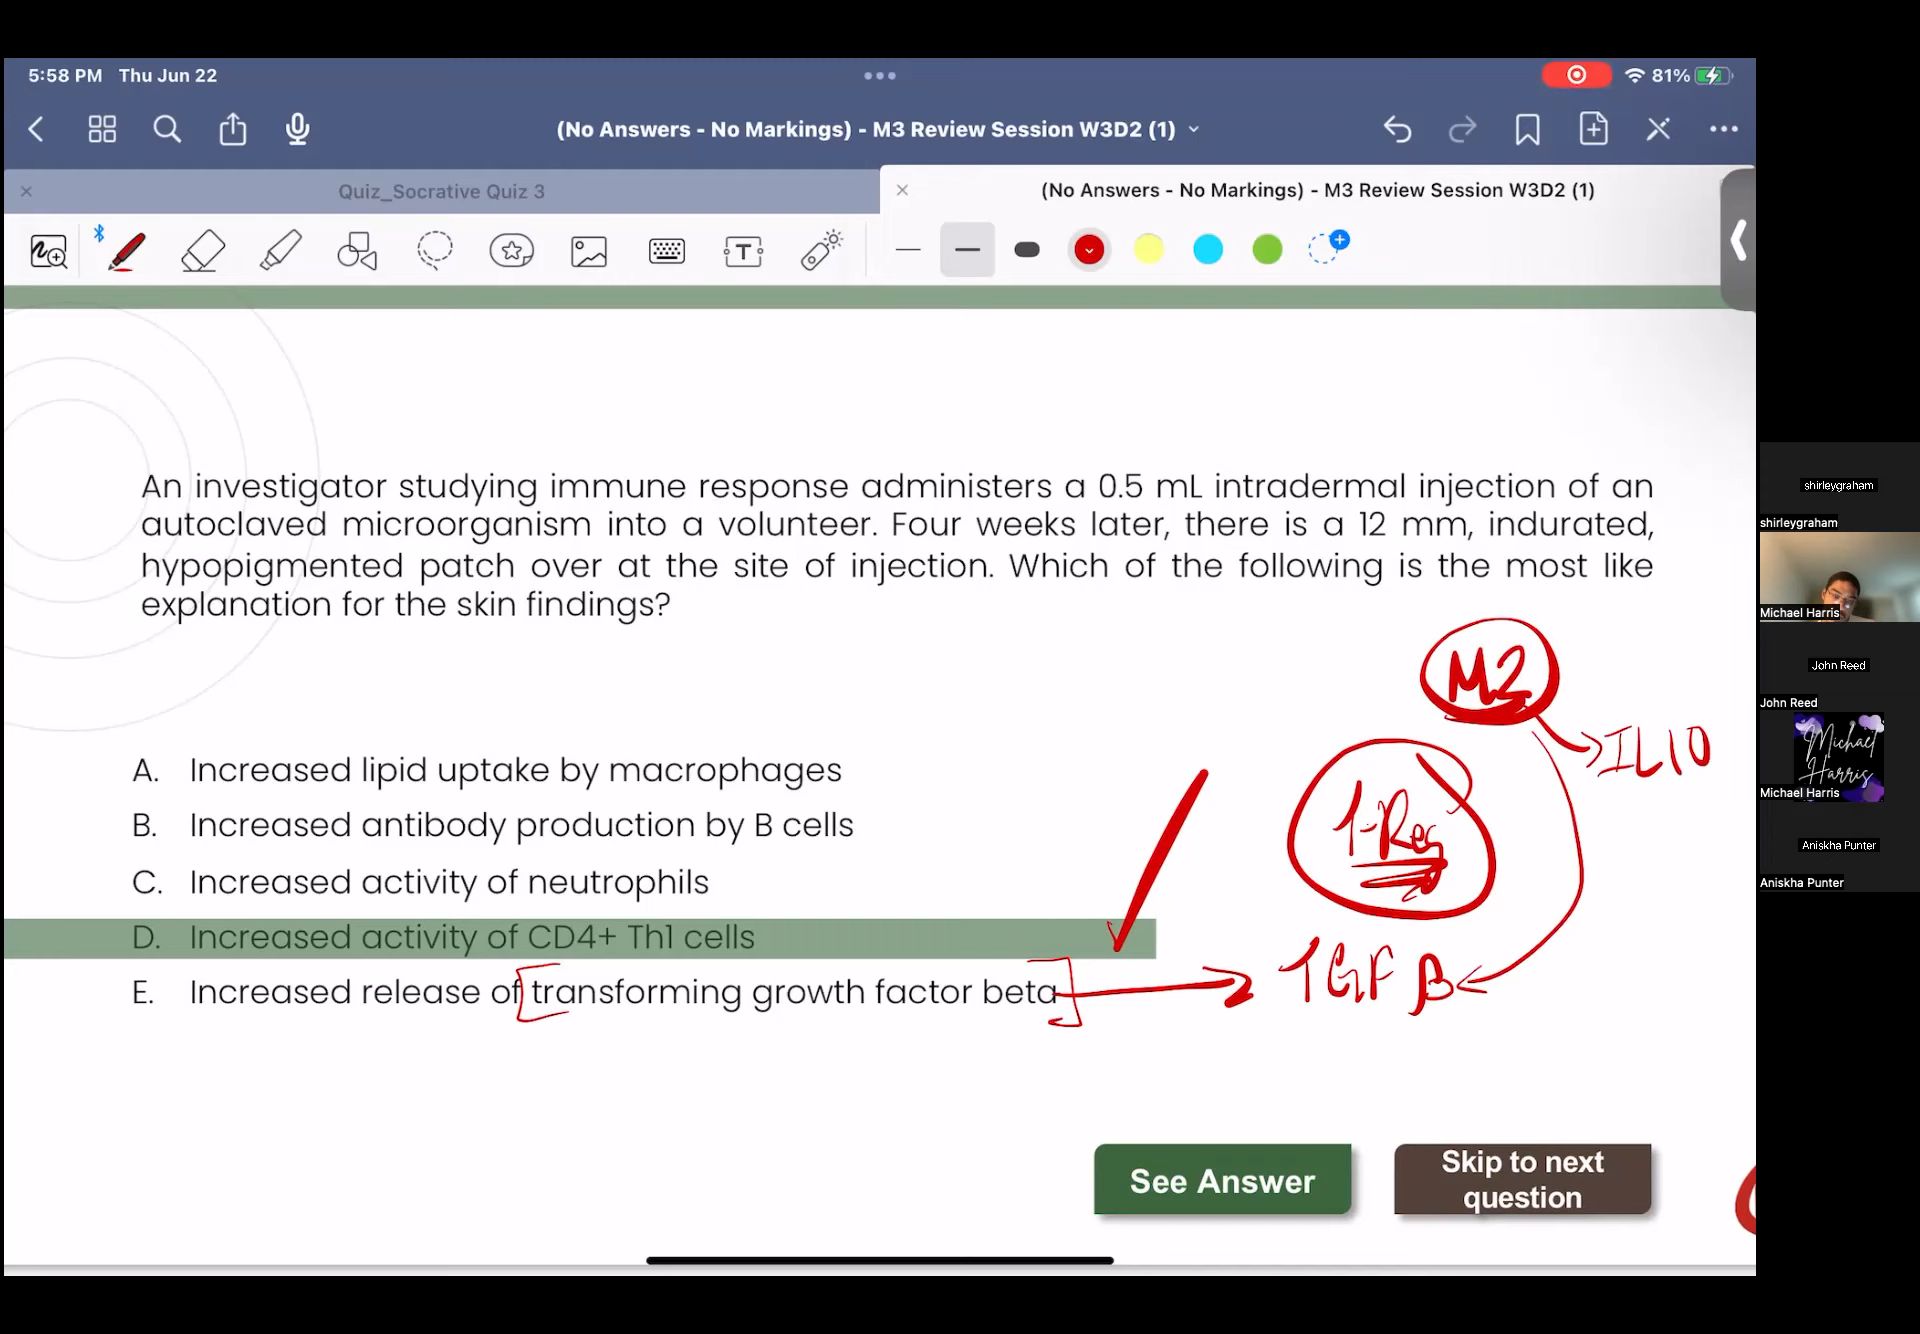 5:58 PM Thu Jun 22
81%
(No Answers - No Markings) - M3 Review Session W3D2 (1)
Quiz_Socrative Quiz 3
(No Answers - No Markings) - M3 Review Session W3D2 (1)
T
An investigator studying immune response administers a 0.5 mL intradermal injection of an
autoclaved microorganism into a volunteer. Four weeks later, there is a 12 mm, indurated,
hypopigmented patch over at the site of injection. Which of the following is the most like
explanation for the skin findings?
M2
IL10
T-Reg
TGF β
A. Increased lipid uptake by macrophages
B. Increased antibody production by B cells
C. Increased activity of neutrophils
D. Increased activity of CD4+ Th1 cells
E. Increased release of [transforming growth factor beta]
See Answer
Skip to next
question
shirleygraham
shirleygraham
Michael Harris
John Reed
John Reed
Michael
Harris
Michael Harris
Aniskha Punter
Aniskha Punter